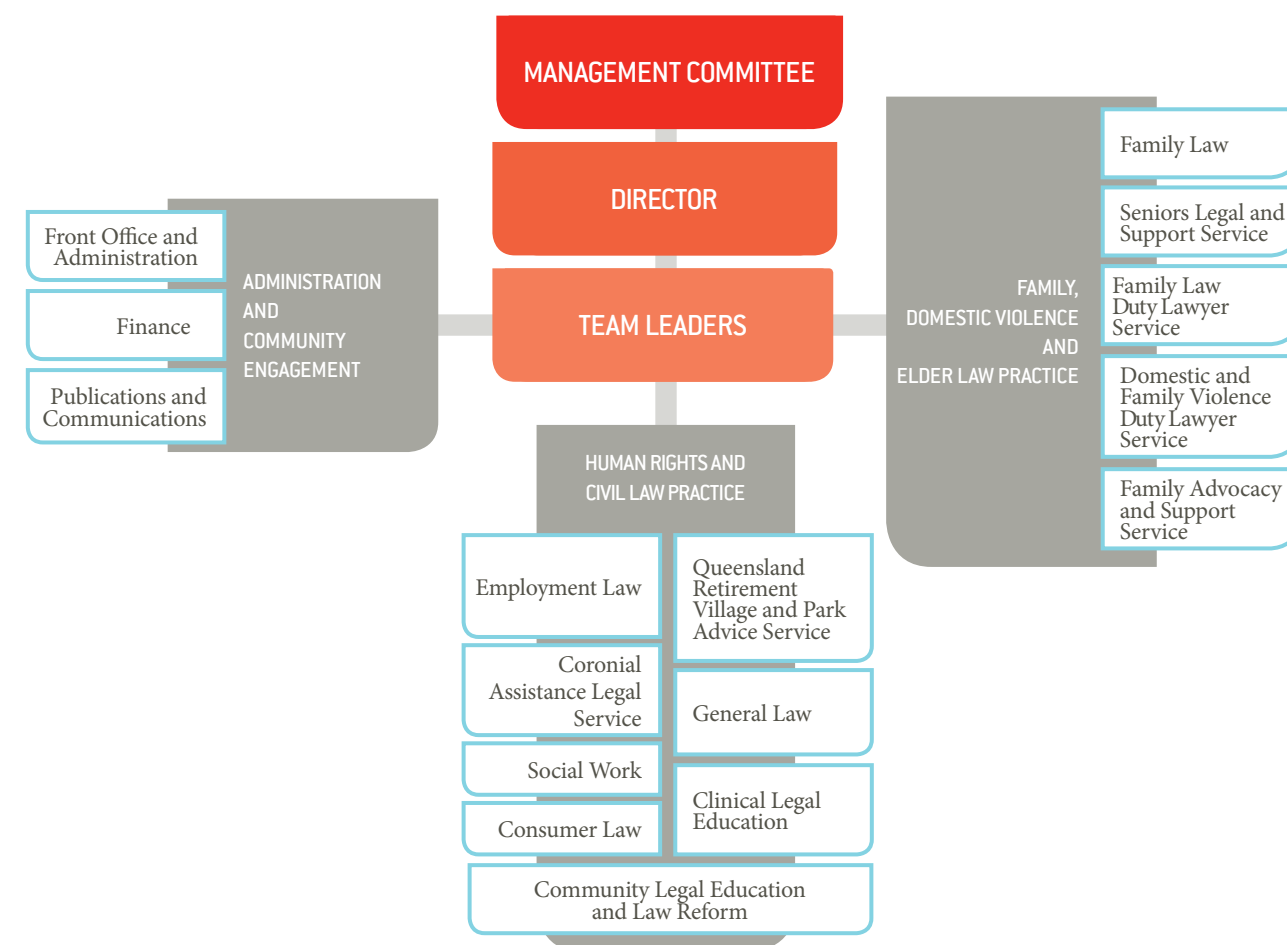 MANAGEMENT COMMITTEE
DIRECTOR
TEAM LEADERS
Front Office and
Administration
Finance
Publications and
Communications
ADMINISTRATION
AND
COMMUNITY
ENGAGEMENT
FAMILY,
DOMESTIC VIOLENCE
AND
ELDER LAW PRACTICE
Family Law
Seniors Legal and
Support Service
Family Law
Duty Lawyer
Service
Domestic and
Family Violence
Duty Lawyer
Service
Family Advocacy
and Support
Service
HUMAN RIGHTS AND
CIVIL LAW PRACTICE
Employment Law
Coronial
Assistance Legal
Service
Social Work
Consumer Law
Queensland
Retirement
Village and Park
Advice Service
General Law
Clinical Legal
Education
Community Legal Education
and Law Reform